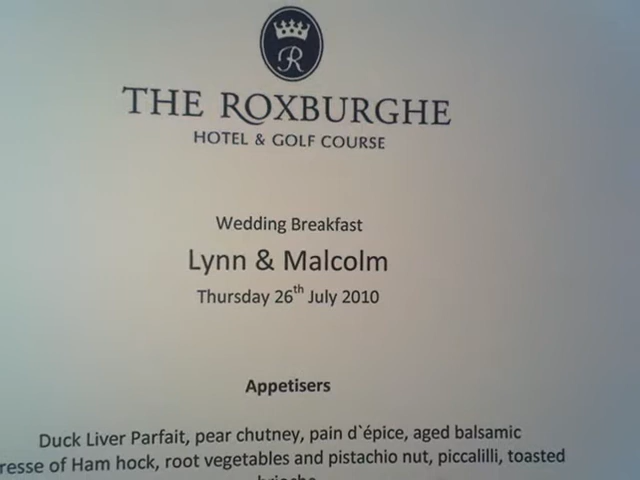 R
THE ROXBURGHE
HOTEL & GOLF COURSE
Wedding Breakfast
Lynn & Malcolm
Thursday 26th July 2010
Appetisers
Duck Liver Parfait, pear chutney, pain d`épice, aged balsamic
resse of Ham hock, root vegetables and pistachio nut, piccalilli, toasted